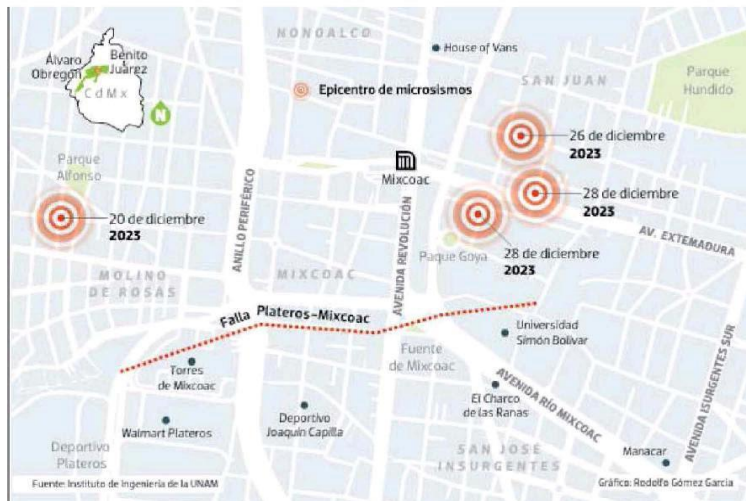 NONOALCO
House of Vans
Álvaro
Obregón
Benito
Juárez
CdMx
N
Epicentro de microsismos
SAN JUAN
Parque
Hundido
26 de diciembre
2023
Parque
Alfonso
Mixcoac
28 de diciembre
2023
20 de diciembre
2023
ANILLO PERIFÉRICO
AVENIDA REVOLUCIÓN
AV. EXTREMADURA
28 de diciembre
2023
Paque Goya
MOLINO
DE ROSAS
MIXCOAC
Falla Plateros-Mixcoac
Universidad
Simón Bolívar
Fuente
de Mixcoac
Torres
de Mixcoac
El Charco
de las Ranas
AVENIDA RÍO MIXCOAC
AVENIDA ISURGENTES SUR
Walmart Plateros
Deportivo
Joaquín Capilla
Deportivo
Plateros
SAN JOSÉ
INSURGENTES
Manacar
Fuente: Instituto de Ingeniería de la UNAM
Gráfico: Rodolfo Gómez García